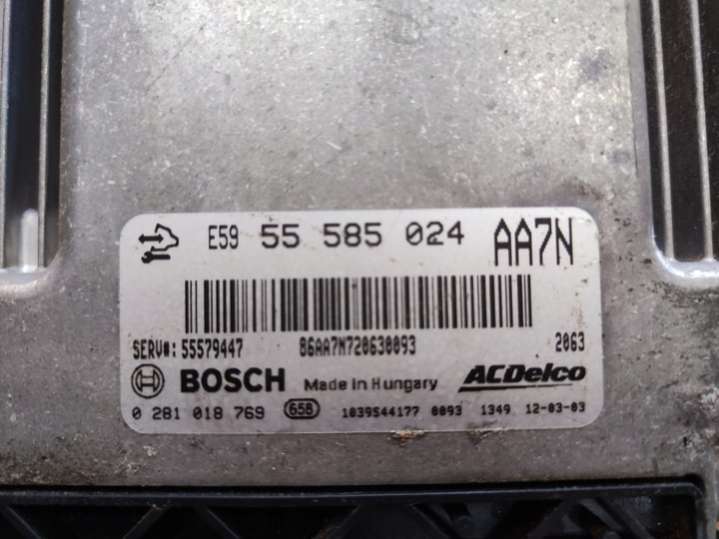 E59 55 585 024 AA7N
SERV#: 55579447 86AA7N720630093 2063
BOSCH Made in Hungary ACDelco
0 281 018 769 658 1039S44177 0093 1349 12-03-03